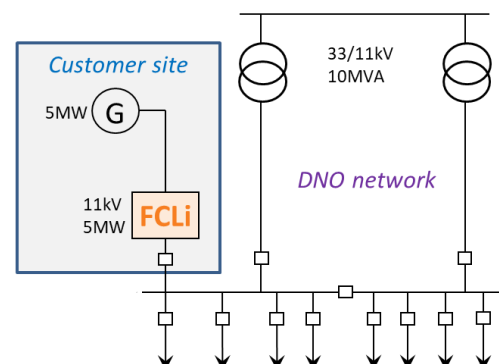 Customer site
5MW
G
11kV
5MW
FCLi
33/11kV
10MVA
DNO network